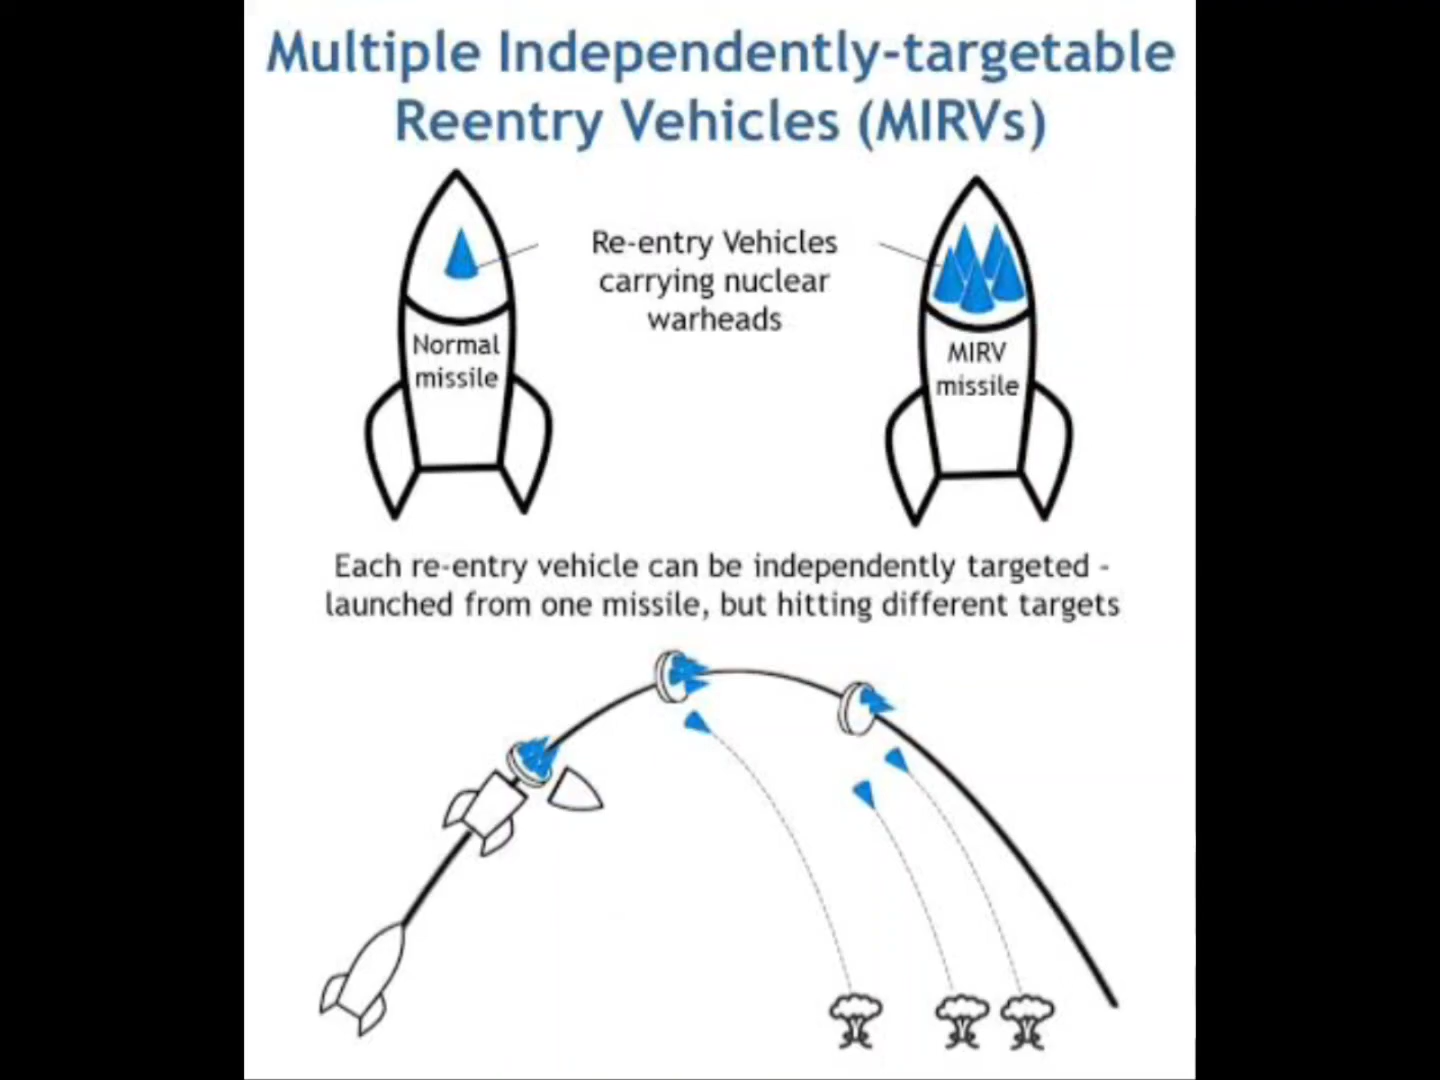 Multiple Independently-targetable
Reentry Vehicles (MIRVs)
Re-entry Vehicles
carrying nuclear
warheads
Normal
missile
MIRV
missile
Each re-entry vehicle can be independently targeted -
launched from one missile, but hitting different targets